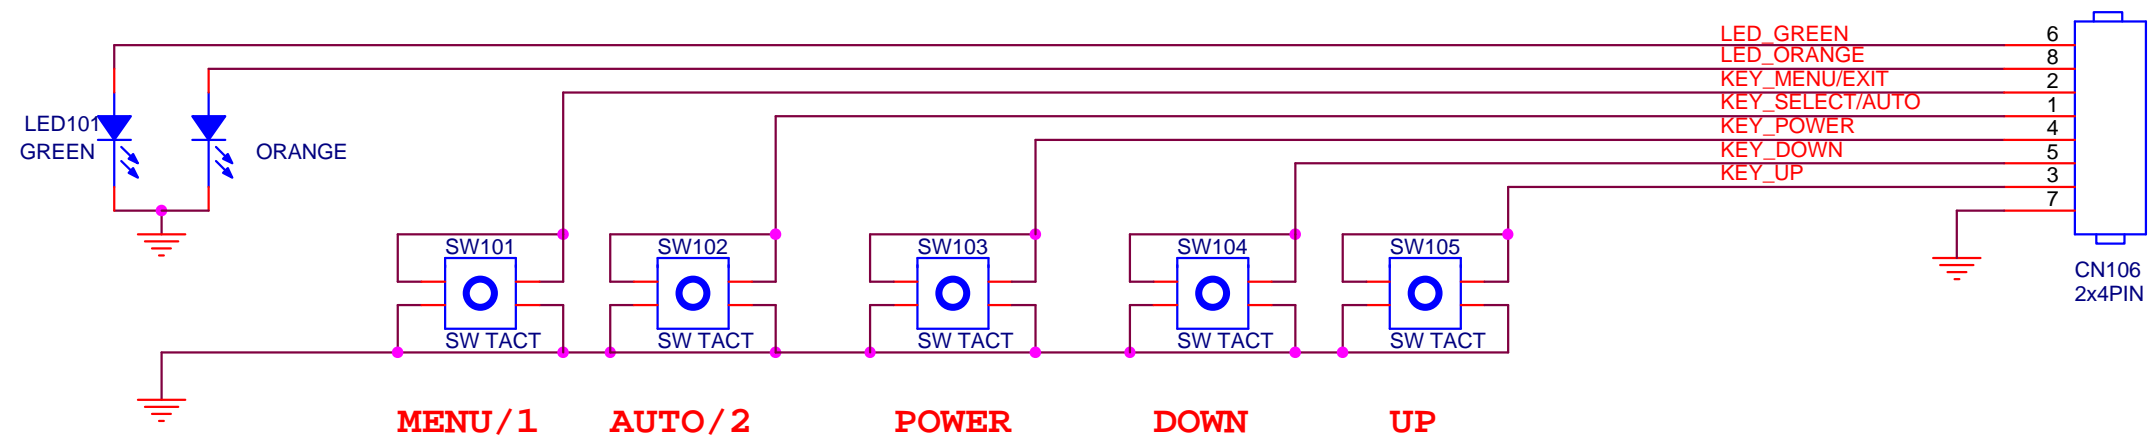 LED_GREEN 6
LED_ORANGE 8
KEY_MENU/EXIT 2
KEY_SELECT/AUTO 1
KEY_POWER 4
KEY_DOWN 5
KEY_UP 3
7
LED101
GREEN
ORANGE
SW101 SW102 SW103 SW104 SW105
CN106
2x4PIN
SW TACT SW TACT SW TACT SW TACT SW TACT
MENU/1 AUTO/2 POWER DOWN UP